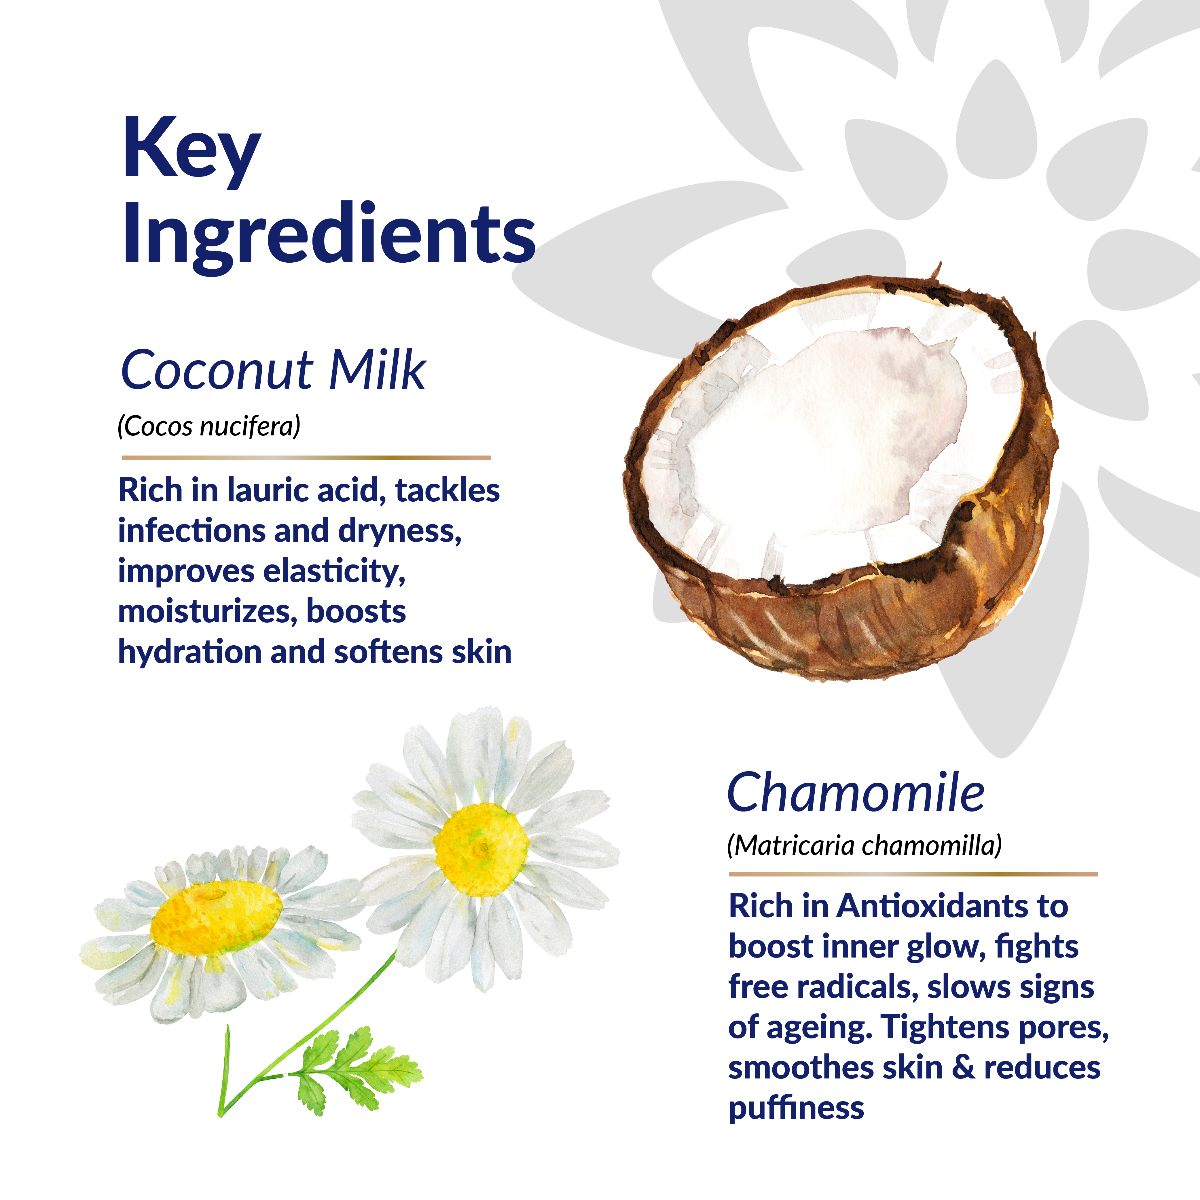 Key
Ingredients
Coconut Milk
(Cocos nucifera)
Rich in lauric acid, tackles
infections and dryness,
improves elasticity,
moisturizes, boosts
hydration and softens skin
Chamomile
(Matricaria chamomilla)
Rich in Antioxidants to
boost inner glow, fights
free radicals, slows signs
of ageing. Tightens pores,
smoothes skin & reduces
puffiness